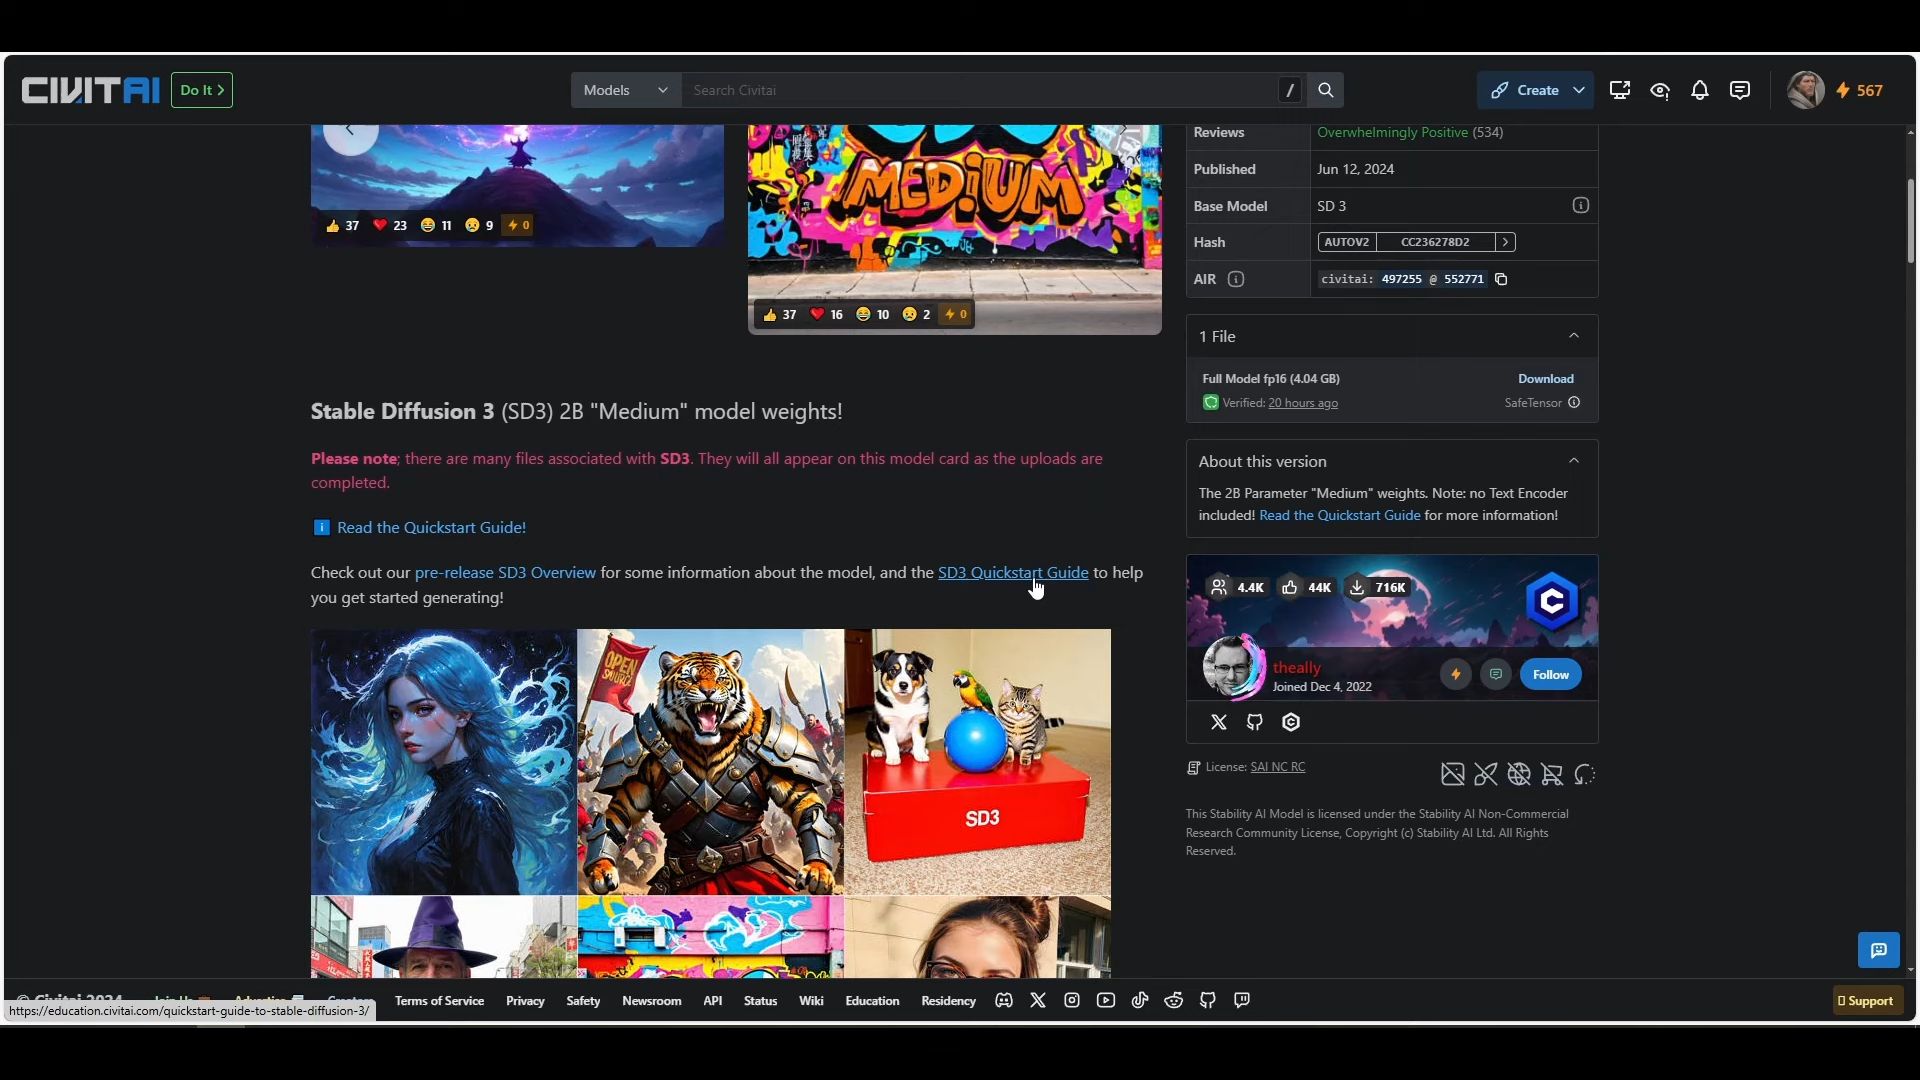 CIVITAI Do It > Models Search Civitai / Create 567
Reviews Overwhelmingly Positive (534)
MEDIUM
Published Jun 12, 2024
Base Model SD 3
37 23 11 9 0
Hash AUTOV2 CC236278D2 >
AIR civitai: 497255 @ 552771
37 16 10 2 0
1 File
Full Model fp16 (4.04 GB) Download
Verified: 20 hours ago SafeTensor
Stable Diffusion 3 (SD3) 2B "Medium" model weights!
Please note; there are many files associated with SD3. They will all appear on this model card as the uploads are
completed.
Read the Quickstart Guide!
Check out our pre-release SD3 Overview for some information about the model, and the SD3 Quickstart Guide to help
you get started generating!
About this version
The 2B Parameter "Medium" weights. Note: no Text Encoder
included! Read the Quickstart Guide for more information!
4.4K 44K 716K
theally
Joined Dec 4, 2022
Follow
OPEN
SD3
License: SAI NC RC
This Stability AI Model is licensed under the Stability AI Non-Commercial
Research Community License, Copyright (c) Stability AI Ltd. All Rights
Reserved.
© Civitai 2024 Join Us Advertise Creators Terms of Service Privacy Safety Newsroom API Status Wiki Education Residency Support
https://education.civitai.com/quickstart-guide-to-stable-diffusion-3/